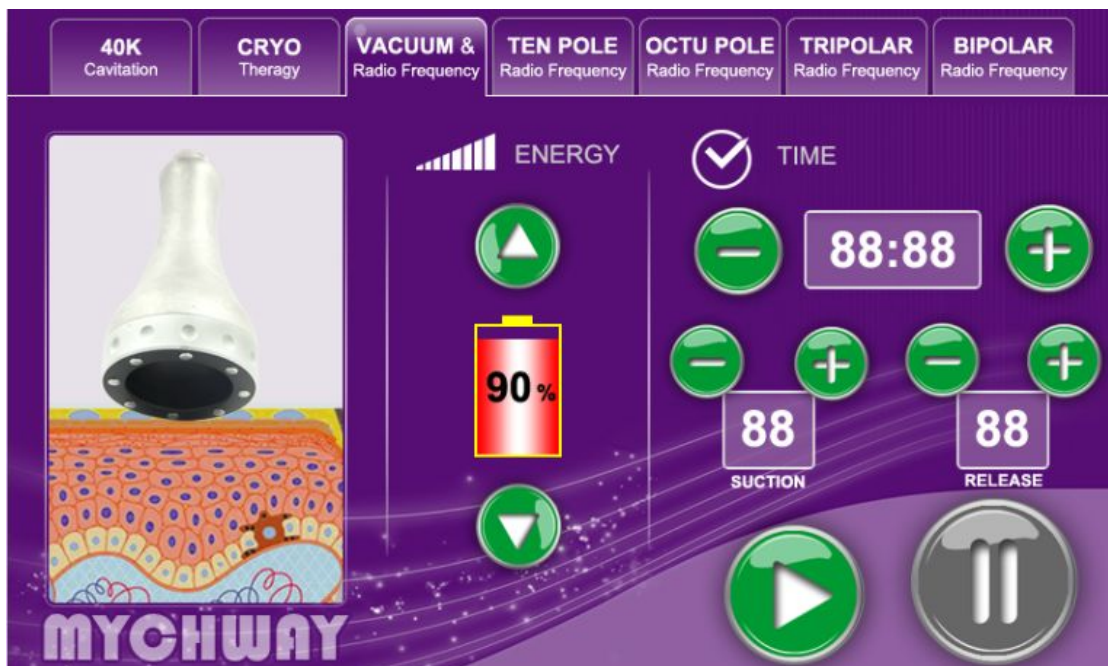 40K
Cavitation
CRYO
Theragy
VACUUM &
Radio Frequency
TEN POLE
Radio Frequency
OCTU POLE
Radio Frequency
TRIPOLAR
Radio Frequency
BIPOLAR
Radio Frequency
ENERGY
TIME
88:88
90 %
88
SUCTION
88
RELEASE
MYCHWAY